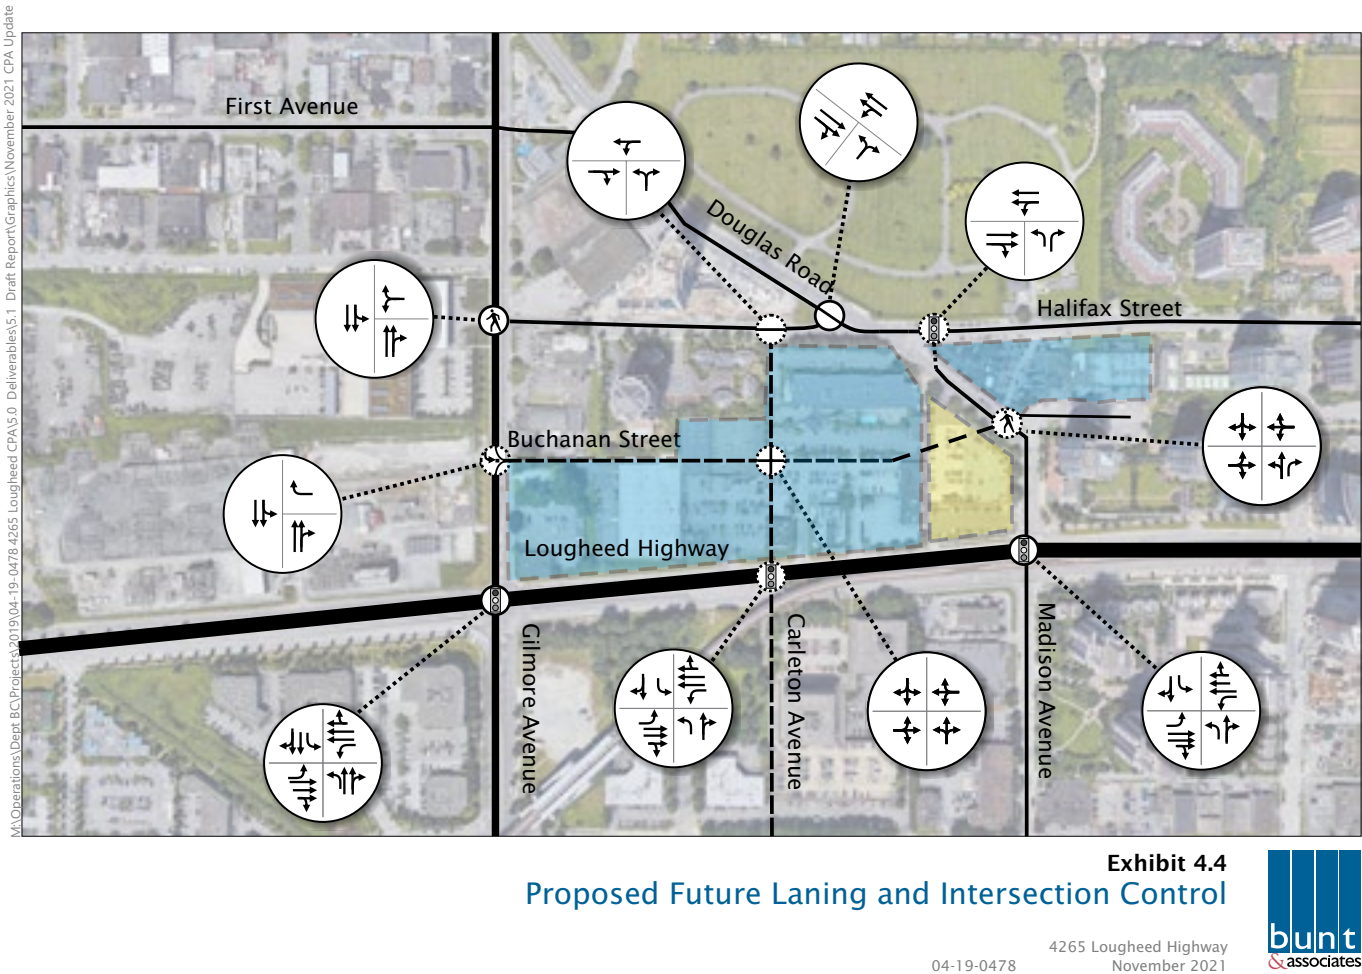 M:\Operations\Dept BC\Projects\2019\04-19-0478 4265 Lougheed CPA\5.0 Deliverables\5.1 Draft Report\Graphics\November 2021 CPA Update
First Avenue
Douglas Road
Halifax Street
Buchanan Street
Lougheed Highway
Gilmore Avenue
Carleton Avenue
Madison Avenue
Exhibit 4.4
Proposed Future Laning and Intersection Control
4265 Lougheed Highway
04-19-0478 November 2021
bunt
& associates